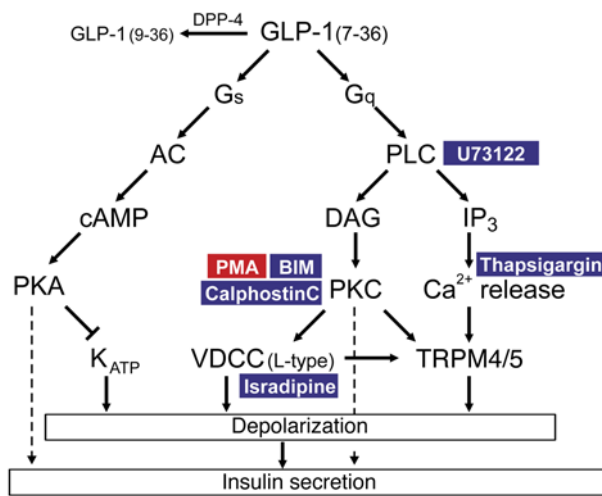 DPP-4
GLP-1(9-36) GLP-1(7-36)
Gs Gq
AC PLC U73122
cAMP DAG IP3
PMA BIM Thapsigargin
CalphostinC
PKA PKC Ca2+ release
KATP VDCC(L-type) TRPM4/5
Isradipine
Depolarization
Insulin secretion